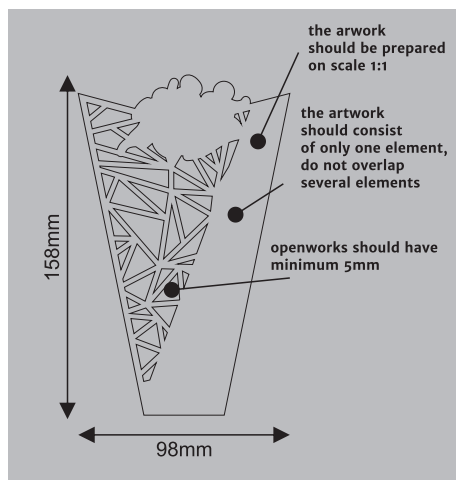 the arwork
should be prepared
on scale 1:1
the artwork
should consist
of only one element,
do not overlap
several elements
openworks should have
minimum 5mm
158mm
98mm